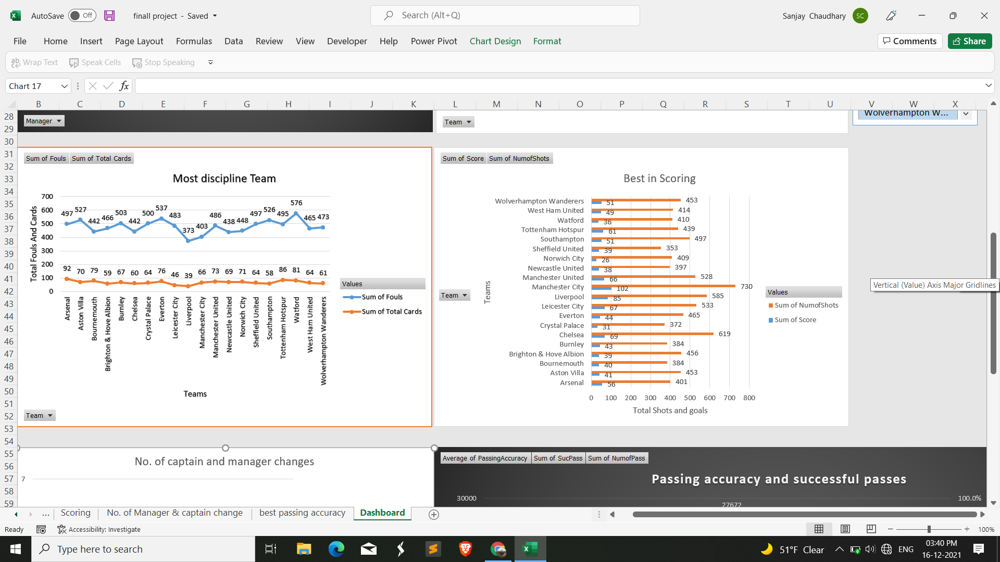 AutoSave Off finall project - Saved Search (Alt+Q) Sanjay Chaudhary SC
File Home Insert Page Layout Formulas Data Review View Developer Help Power Pivot Chart Design Format Comments Share
Wrap Text Speak Cells Stop Speaking
Chart 17 fx
B C D E F G H I J K L M N O P Q R S T U V W X
28
29
30
31
32
33
34
35
36
37
38
39
40
41
42
43
44
45
46
47
48
49
50
51
52
53
54
55
56
57
58
59
Manager
Team
Wolverhampton W...
Sum of Fouls Sum of Total Cards
Most discipline Team
Total Fouls And Cards
700
600
500
400
300
200
100
0
497 527 442 466 503 442 500 537 483 373 403 486 438 448 497 526 495 576 465 473
92 70 79 59 67 60 64 76 46 39 66 73 69 71 64 58 86 81 64 61
Arsenal
Aston Villa
Bournemouth
Brighton & Hove Albion
Burnley
Chelsea
Crystal Palace
Everton
Leicester City
Liverpool
Manchester City
Manchester United
Newcastle United
Norwich City
Sheffield United
Southampton
Tottenham Hotspur
Watford
West Ham United
Wolverhampton Wanderers
Teams
Values
Sum of Fouls
Sum of Total Cards
Team
Sum of Score Sum of NumofShots
Best in Scoring
Team
Teams
Wolverhampton Wanderers 453 51
West Ham United 414 49
Watford 410 36
Tottenham Hotspur 439 61
Southampton 497 51
Sheffield United 353 39
Norwich City 409 26
Newcastle United 397 38
Manchester United 528 66
Manchester City 730 102
Liverpool 585 85
Leicester City 533 67
Everton 465 44
Crystal Palace 372 31
Chelsea 619 69
Burnley 384 43
Brighton & Hove Albion 456 39
Bournemouth 384 40
Aston Villa 453 41
Arsenal 401 56
0 100 200 300 400 500 600 700 800
Total Shots and goals
Values
Sum of NumofShots
Sum of Score
Vertical (Value) Axis Major Gridlines
No. of captain and manager changes
7
Average of PassingAccuracy Sum of SucPass Sum of NumofPass
Passing accuracy and successful passes
30000 100.0%
27672
... Scoring No. of Manager & captain change best passing accuracy Dashboard
Ready Accessibility: Investigate 100%
Type here to search 51°F Clear ENG 03:40 PM
16-12-2021